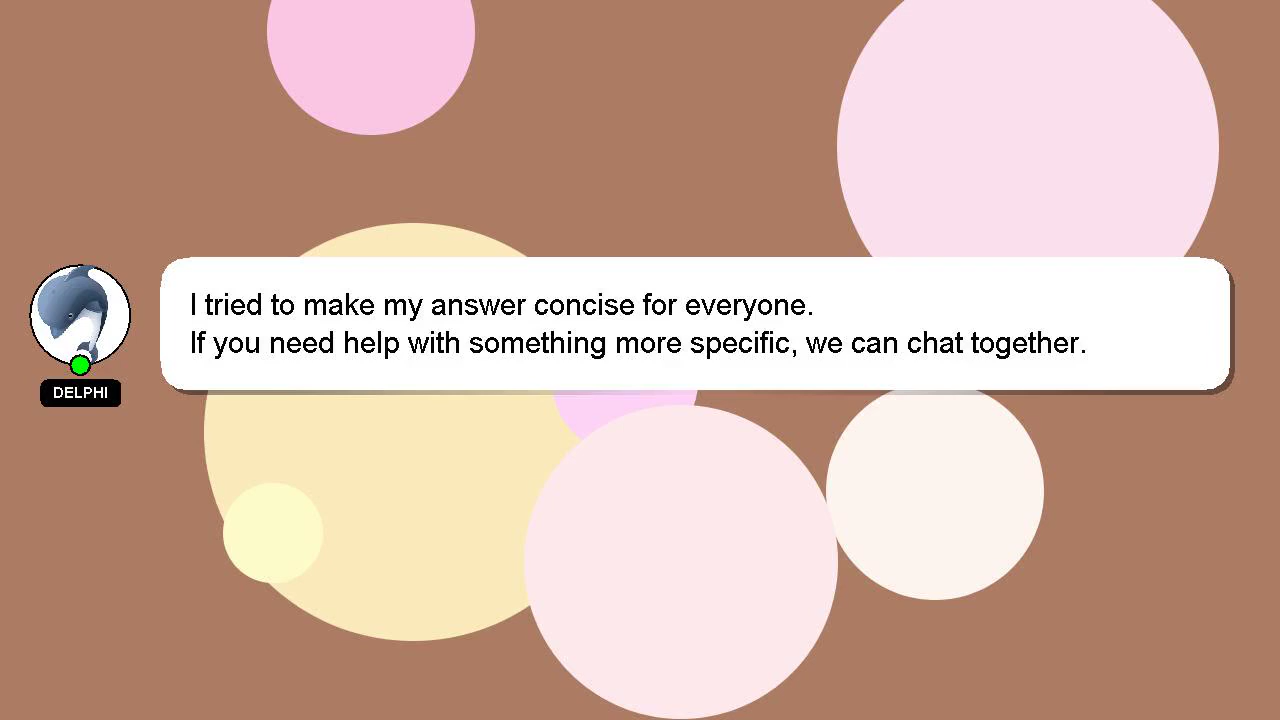 I tried to make my answer concise for everyone.
If you need help with something more specific, we can chat together.
DELPHI